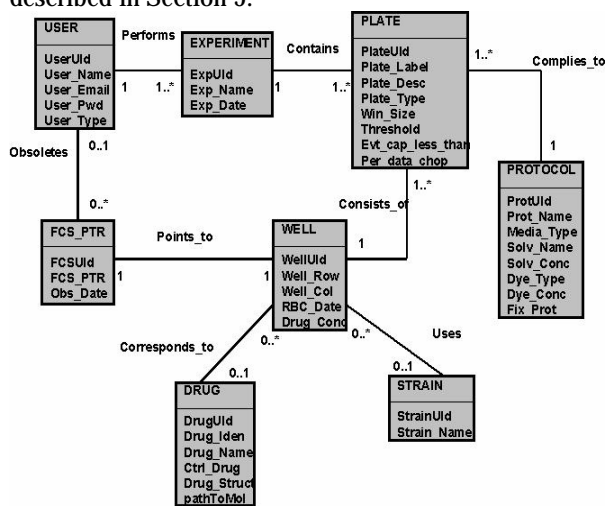 described in Section 3.
USER
UserUId
User_Name
User_Email
User_Pwd
User_Type
Performs
1
1..*
EXPERIMENT
ExpUId
Exp_Name
Exp_Date
Contains
1
1..*
PLATE
PlateUId
Plate_Label
Plate_Desc
Plate_Type
Win_Size
Threshold
Evt_cap_less_than
Per_data_chop
1..*
Complies_to
1
PROTOCOL
ProtUId
Prot_Name
Media_Type
Solv_Name
Solv_Conc
Dye_Type
Dye_Conc
Fix_Prot
Obsoletes
0..1
0..*
FCS_PTR
FCSUId
FCS_PTR
Obs_Date
Points_to
1
1
WELL
WellUId
Well_Row
Well_Col
RBC_Date
Drug_Conc
1..*
Consists_of
1
Corresponds_to
0..*
0..1
DRUG
DrugUId
Drug_Iden
Drug_Name
Ctrl_Drug
Drug_Struct
pathToMol
0..*
Uses
0..1
STRAIN
StrainUId
Strain_Name